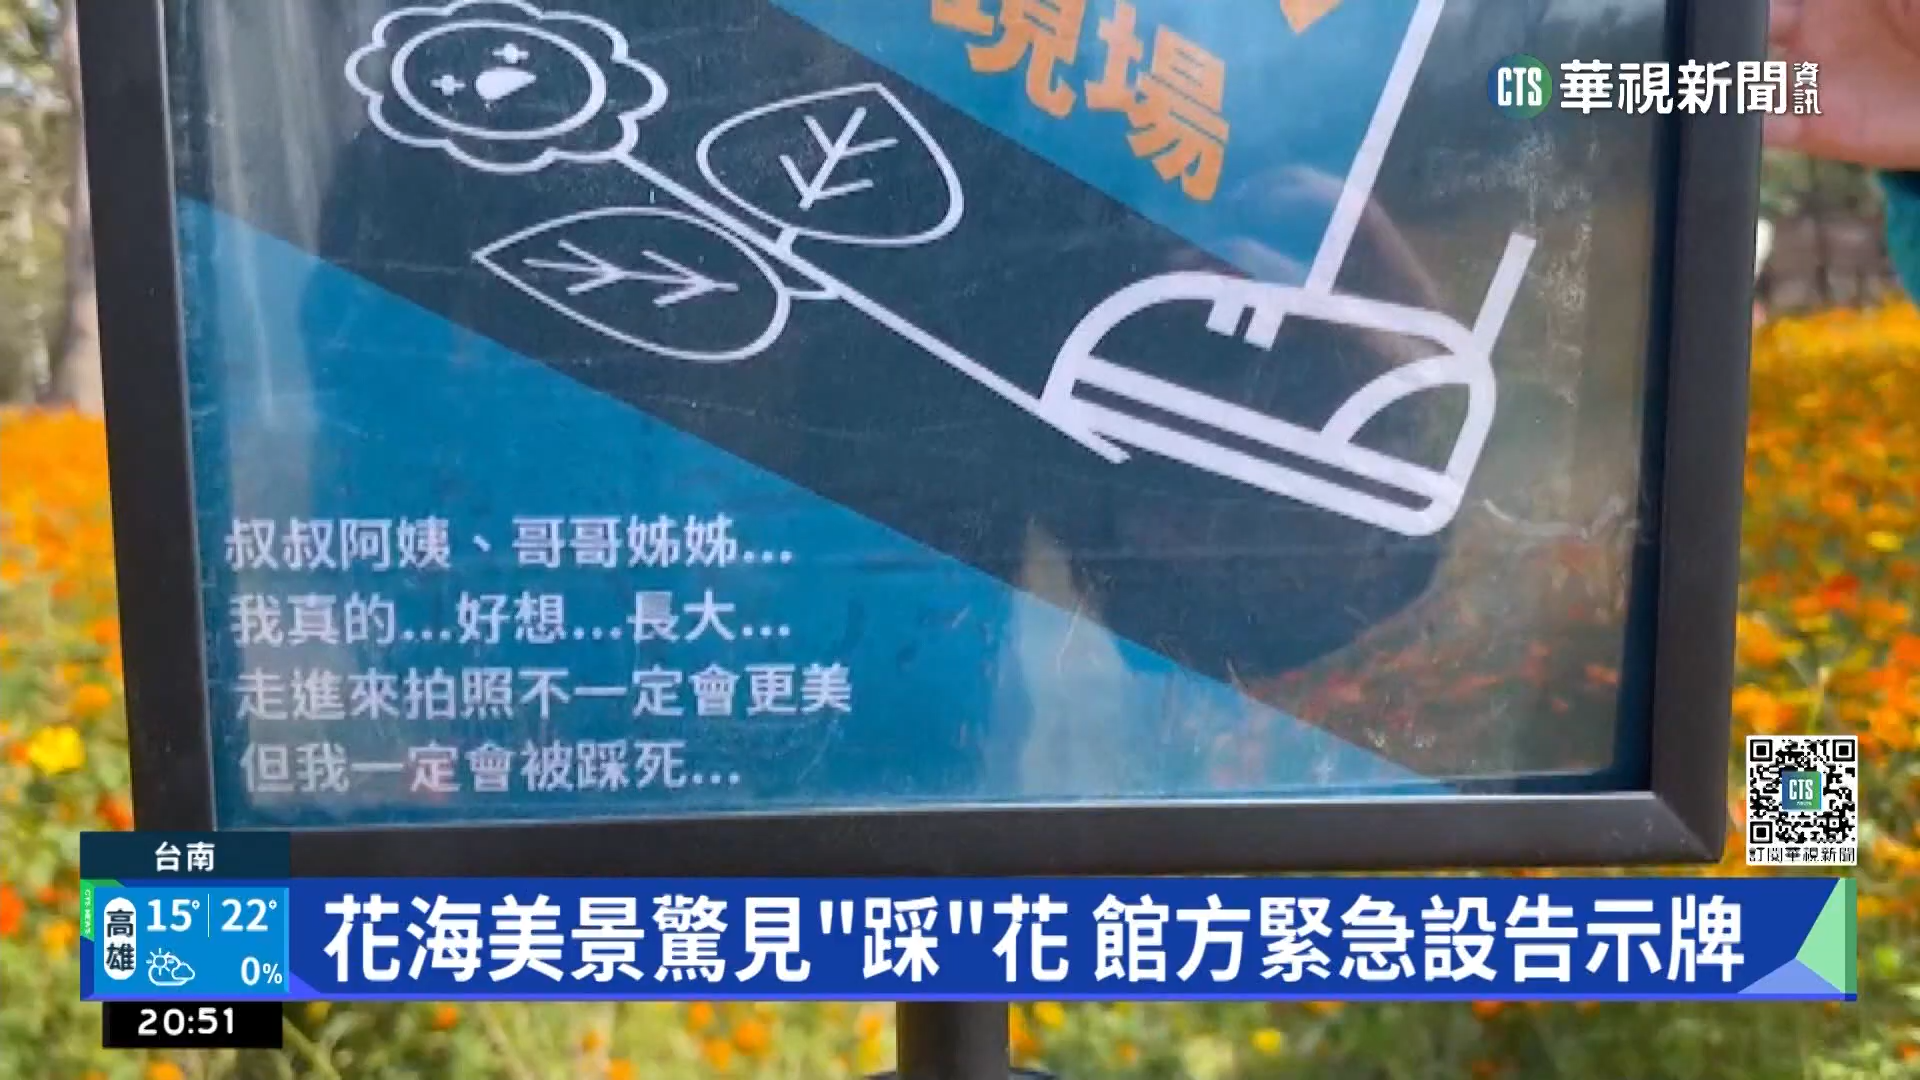 現場
CTS 華視新聞資訊
叔叔阿姨、哥哥姊姊...
我真的...好想...長大...
走進來拍照不一定會更美
但我一定會被踩死...
CTS
訂閱華視新聞
台南
高雄 15° 22°
0%
花海美景驚見"踩"花 館方緊急設告示牌
20:51